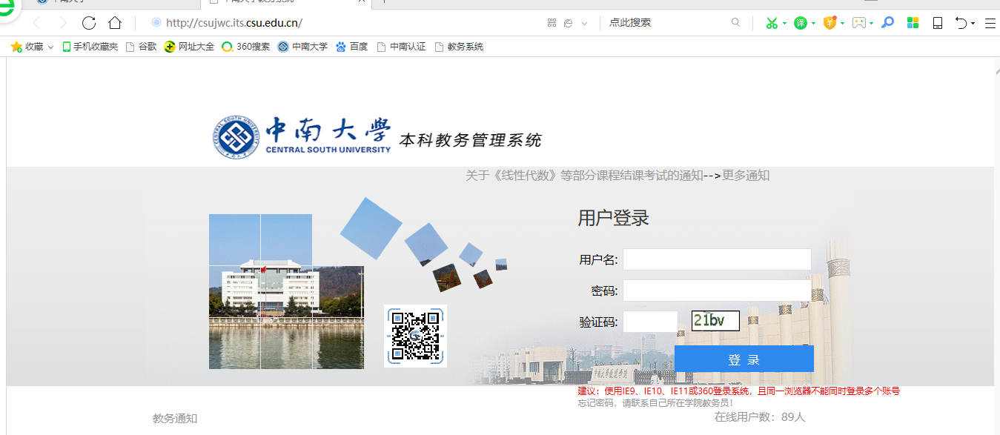 http://csujwc.its.csu.edu.cn/
点此搜索
译
收藏 手机收藏夹 谷歌 网址大全 360搜索 中南大学 百度 中南认证 教务系统
中南大学 本科教务管理系统
CENTRAL SOUTH UNIVERSITY
关于《线性代数》等部分课程结课考试的通知-->更多通知
用户登录
用户名:
密码:
验证码: 21bv
登 录
建议：使用IE9、IE10、IE11或360登录系统，且同一浏览器不能同时登录多个账号
忘记密码，请联系自己所在学院教务员!
在线用户数：89人
教务通知